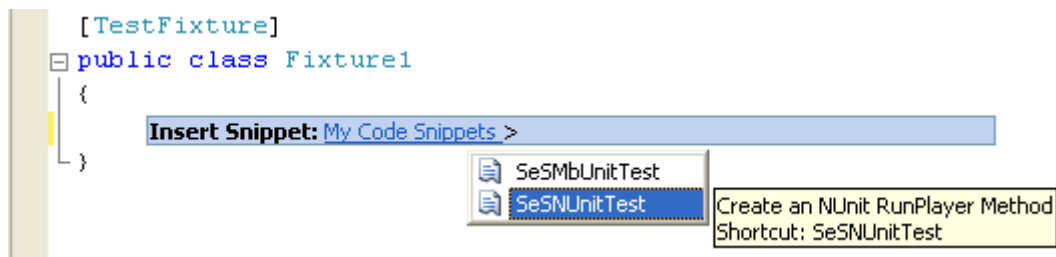 [TestFixture]
public class Fixture1
{
Insert Snippet: My Code Snippets >
}
SeSMbUnitTest
SeSNUnitTest
Create an NUnit RunPlayer Method
Shortcut: SeSNUnitTest